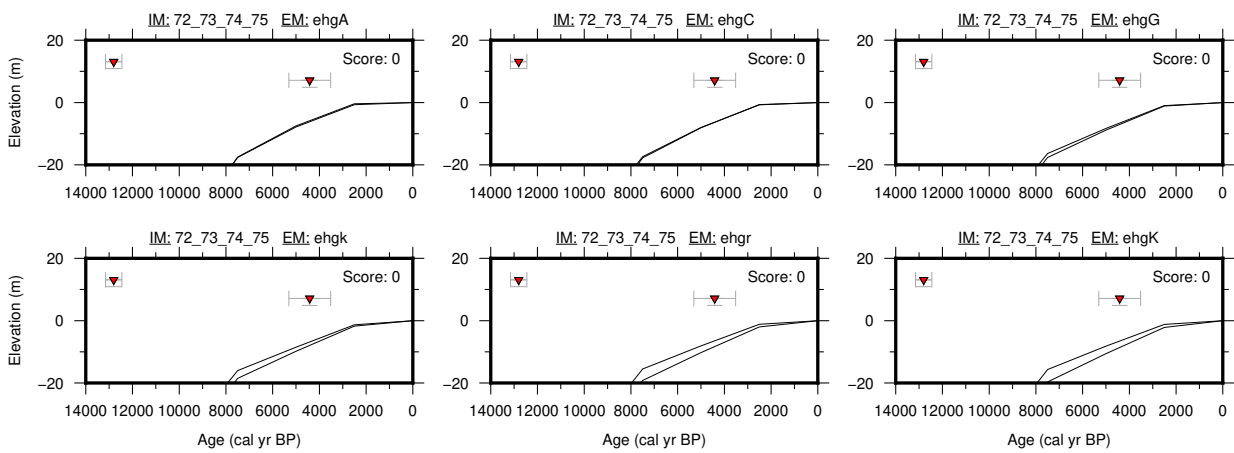 IM: 72_73_74_75 EM: ehgA
IM: 72_73_74_75 EM: ehgC
IM: 72_73_74_75 EM: ehgG
20
0
−20
Elevation (m)
Score: 0
Score: 0
Score: 0
14000 12000 10000 8000 6000 4000 2000 0
14000 12000 10000 8000 6000 4000 2000 0
14000 12000 10000 8000 6000 4000 2000 0
20
0
−20
20
0
−20
IM: 72_73_74_75 EM: ehgk
IM: 72_73_74_75 EM: ehgr
IM: 72_73_74_75 EM: ehgK
20
0
−20
Elevation (m)
Score: 0
Score: 0
Score: 0
14000 12000 10000 8000 6000 4000 2000 0
14000 12000 10000 8000 6000 4000 2000 0
14000 12000 10000 8000 6000 4000 2000 0
20
0
−20
20
0
−20
Age (cal yr BP)
Age (cal yr BP)
Age (cal yr BP)